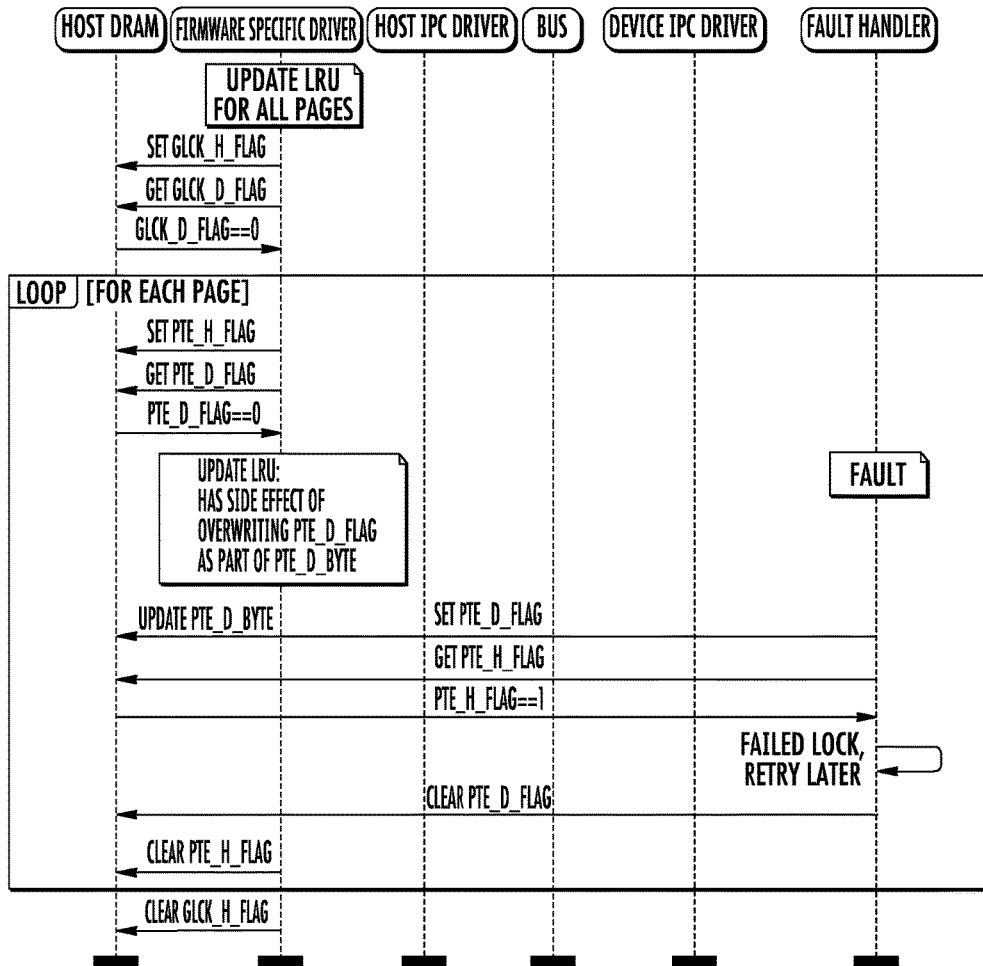 HOST DRAM
FIRMWARE SPECIFIC DRIVER
HOST IPC DRIVER
BUS
DEVICE IPC DRIVER
FAULT HANDLER
UPDATE LRU
FOR ALL PAGES
SET GLCK_H_FLAG
GET GLCK_D_FLAG
GLCK_D_FLAG==0
LOOP [FOR EACH PAGE]
SET PTE_H_FLAG
GET PTE_D_FLAG
PTE_D_FLAG==0
UPDATE LRU:
HAS SIDE EFFECT OF
OVERWRITING PTE_D_FLAG
AS PART OF PTE_D_BYTE
FAULT
UPDATE PTE_D_BYTE
SET PTE_D_FLAG
GET PTE_H_FLAG
PTE_H_FLAG==1
FAILED LOCK,
RETRY LATER
CLEAR PTE_D_FLAG
CLEAR PTE_H_FLAG
CLEAR GLCK_H_FLAG